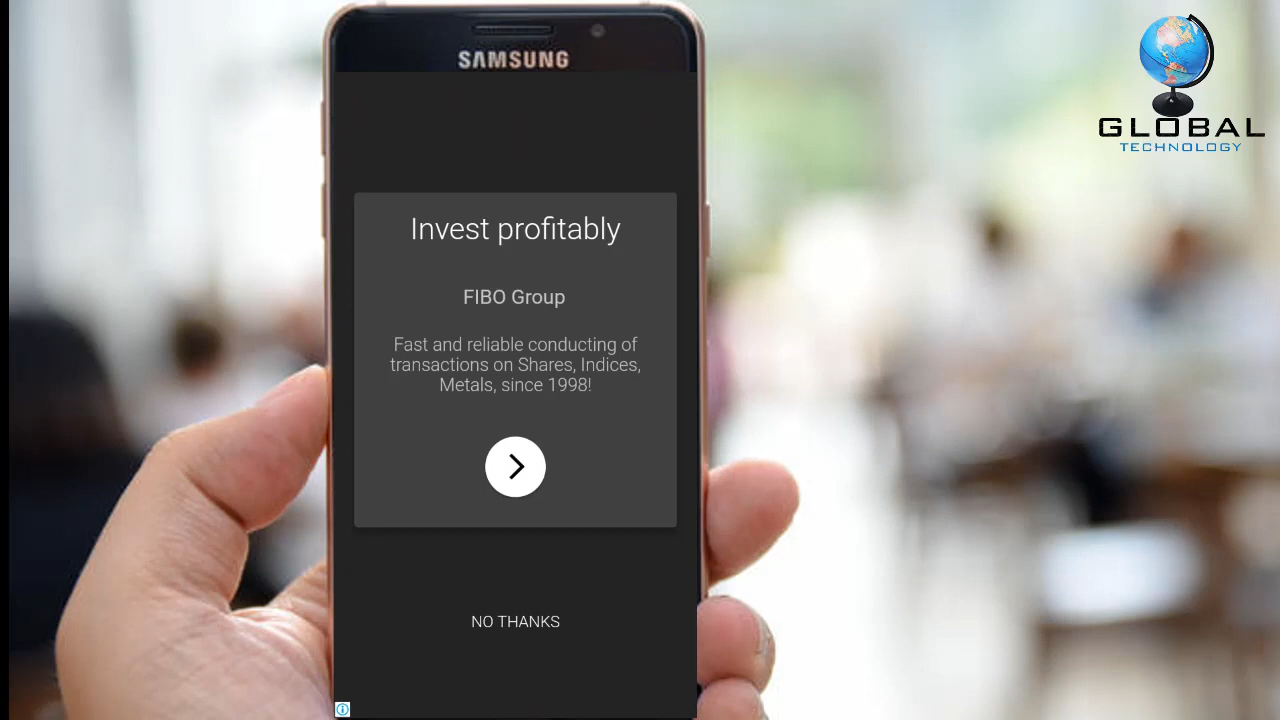 SAMSUNG
GLOBAL
TECHNOLOGY
Invest profitably
FIBO Group
Fast and reliable conducting of
transactions on Shares, Indices,
Metals, since 1998!
NO THANKS